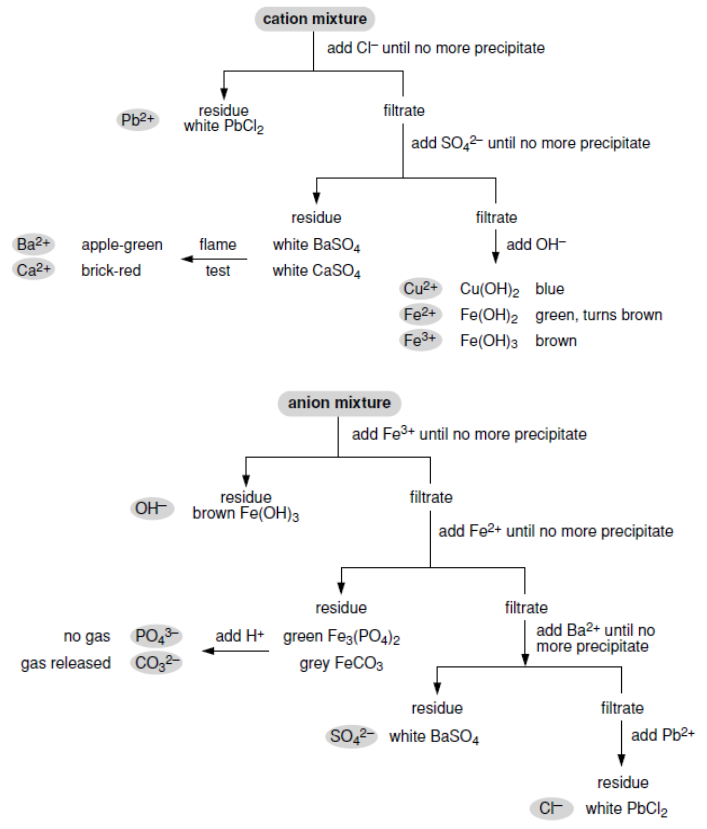 cation mixture
add Cl⁻ until no more precipitate
residue filtrate
Pb²⁺ white PbCl₂
add SO₄²⁻ until no more precipitate
residue filtrate
Ba²⁺ apple-green flame white BaSO₄ add OH⁻
Ca²⁺ brick-red test white CaSO₄
Cu²⁺ Cu(OH)₂ blue
Fe²⁺ Fe(OH)₂ green, turns brown
Fe³⁺ Fe(OH)₃ brown
anion mixture
add Fe³⁺ until no more precipitate
residue filtrate
OH⁻ brown Fe(OH)₃
add Fe²⁺ until no more precipitate
residue filtrate
no gas PO₄³⁻ add H⁺ green Fe₃(PO₄)₂ add Ba²⁺ until no
gas released CO₃²⁻ grey FeCO₃ more precipitate
residue filtrate
SO₄²⁻ white BaSO₄ add Pb²⁺
residue
Cl⁻ white PbCl₂